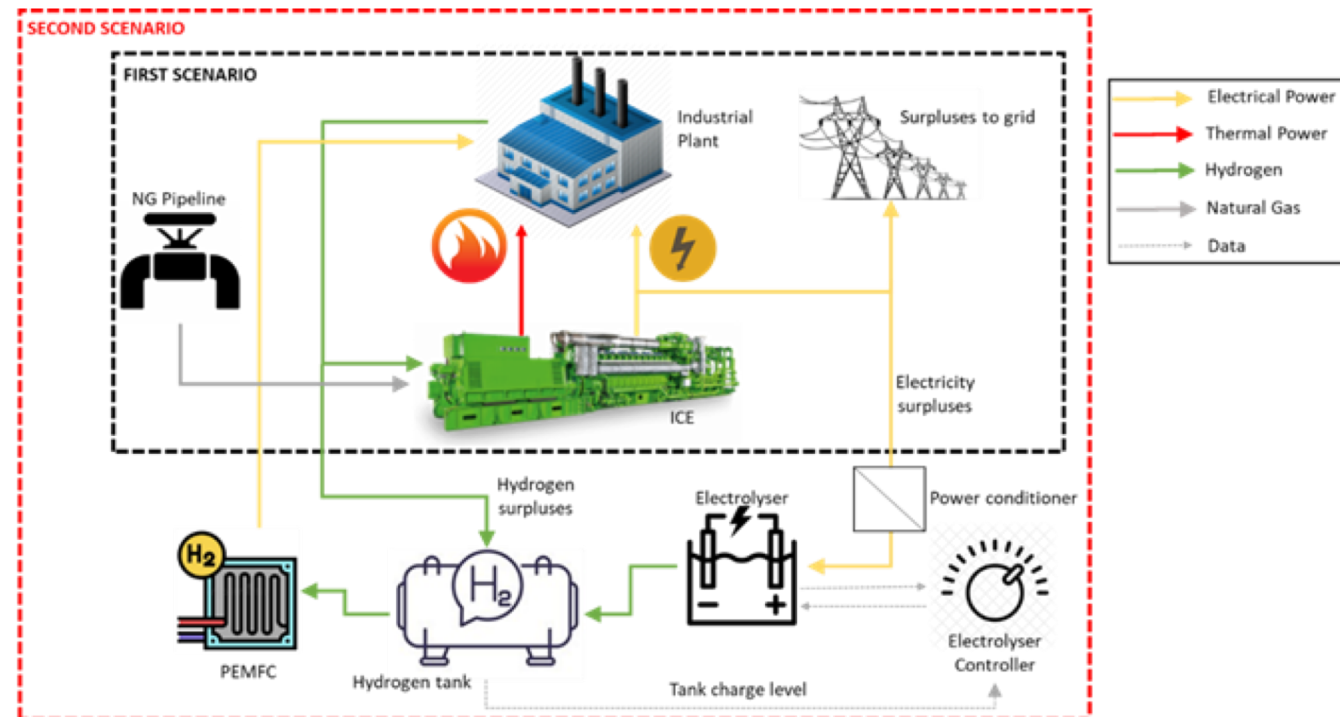 SECOND SCENARIO
FIRST SCENARIO
Industrial
Plant
Surpluses to grid
NG Pipeline
ICE
Electricity
surpluses
Hydrogen
surpluses
Electrolyser
Power conditioner
H2
H2
PEMFC
Hydrogen tank
Electrolyser
Controller
Tank charge level
Electrical Power
Thermal Power
Hydrogen
Natural Gas
Data